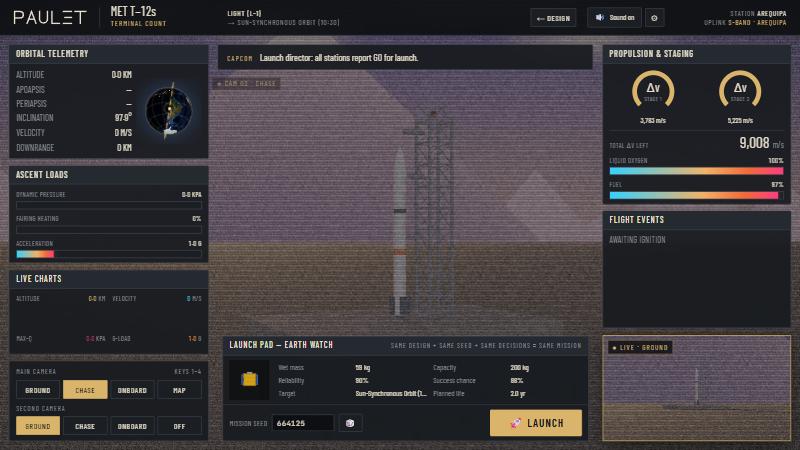 PAULET
MET T-12s
TERMINAL COUNT
LIGHT (L-1)
→ SUN-SYNCHRONOUS ORBIT (10:30)
← DESIGN
Sound on
STATION AREQUIPA
UPLINK S-BAND · AREQUIPA
ORBITAL TELEMETRY
ALTITUDE 0.0 KM
APOAPSIS —
PERIAPSIS —
INCLINATION 97.9°
VELOCITY 0 M/S
DOWNRANGE 0 KM
ASCENT LOADS
DYNAMIC PRESSURE 0.0 KPA
FAIRING HEATING 0%
ACCELERATION 1.0 G
LIVE CHARTS
ALTITUDE 0.0 KM VELOCITY 0 M/S
MAX-Q 0.0 KPA G-LOAD 1.0 G
MAIN CAMERA KEYS 1–4
GROUND CHASE ONBOARD MAP
SECOND CAMERA
GROUND CHASE ONBOARD OFF
CAPCOM Launch director: all stations report GO for launch.
CAM 02 · CHASE
LAUNCH PAD — EARTH WATCH
SAME DESIGN + SAME SEED + SAME DECISIONS = SAME MISSION
Wet mass 59 kg Capacity 200 kg
Reliability 90% Success chance 88%
Target Sun-Synchronous Orbit (1... Planned life 2.0 yr
MISSION SEED 664125
LAUNCH
PROPULSION & STAGING
Δv
STAGE 1
3,783 m/s
Δv
STAGE 2
5,225 m/s
TOTAL ΔV LEFT 9,008 m/s
LIQUID OXYGEN 100%
FUEL 97%
FLIGHT EVENTS
AWAITING IGNITION
LIVE · GROUND